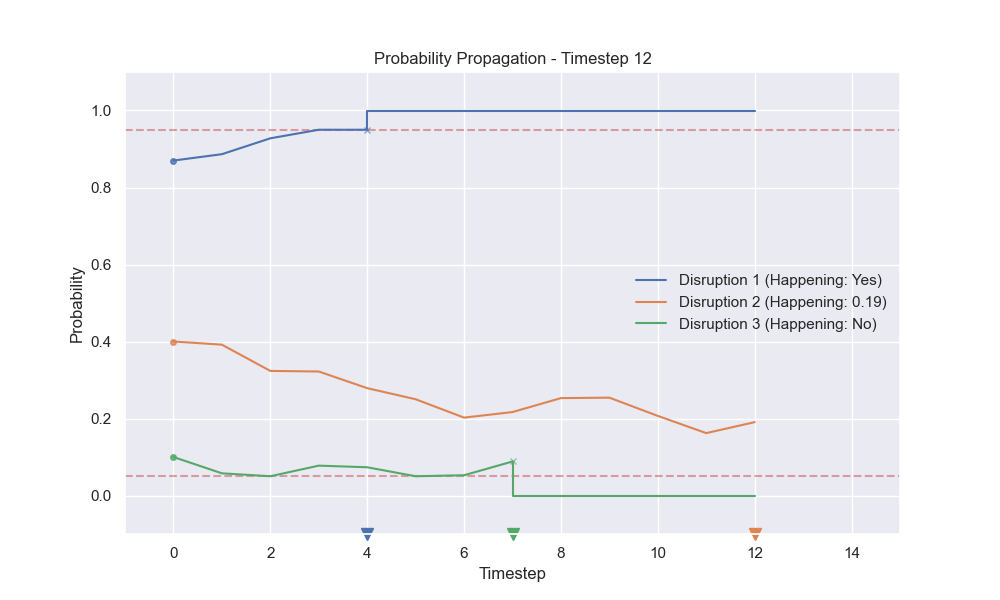 Probability Propagation - Timestep 12
1.0
0.8
0.6
0.4
0.2
0.0
Probability
Disruption 1 (Happening: Yes)
Disruption 2 (Happening: 0.19)
Disruption 3 (Happening: No)
0 2 4 6 8 10 12 14
Timestep